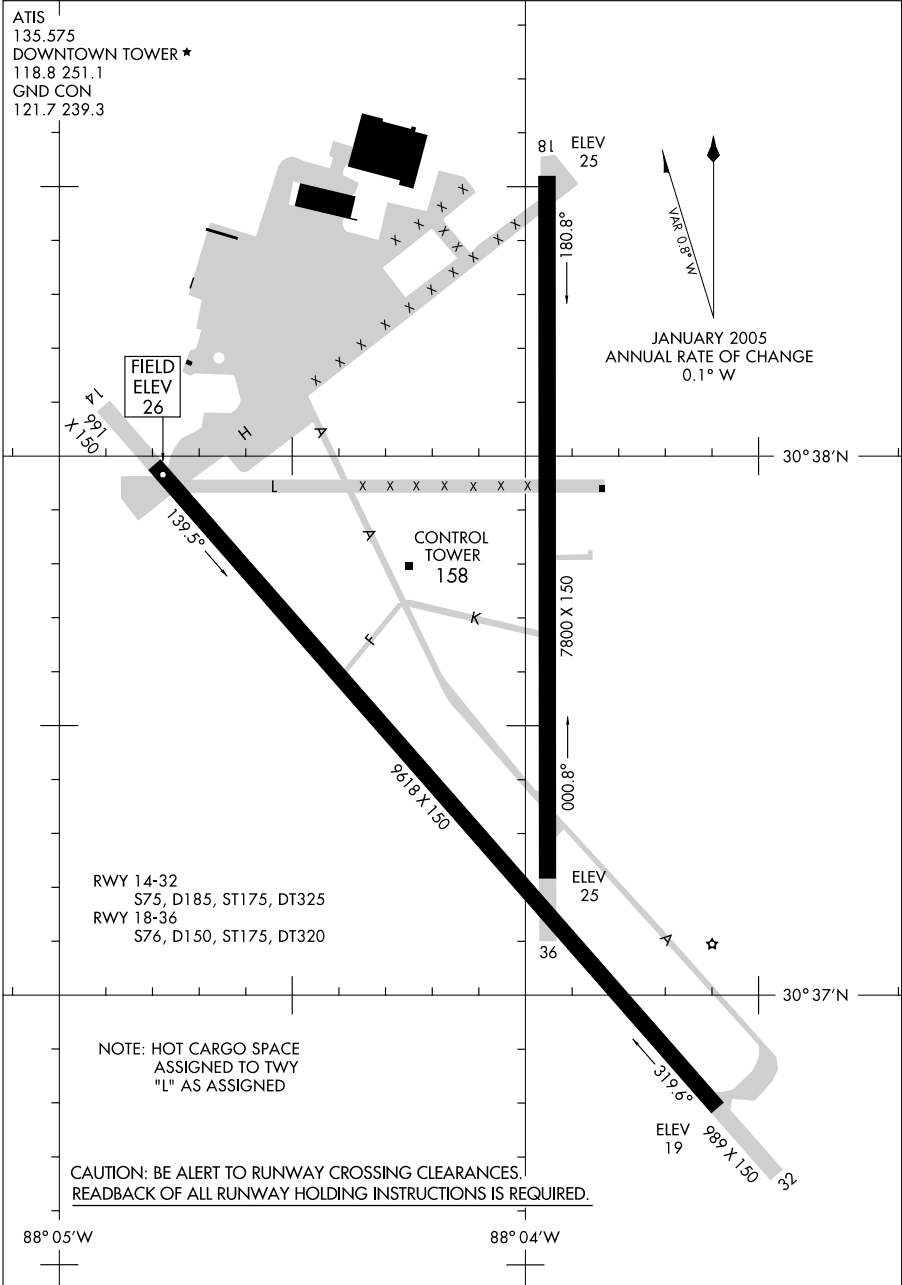 ATIS
135.575
DOWNTOWN TOWER ★
118.8 251.1
GND CON
121.7 239.3
18
ELEV
25
180.8°
VAR 0.8° W
JANUARY 2005
ANNUAL RATE OF CHANGE
0.1° W
FIELD
ELEV
26
14
991
X 150
H
A
30° 38'N
L
X X X X X X X
139.5°
A
CONTROL
TOWER
158
7800 X 150
F
K
9618 X 150
000.8°
RWY 14-32
S75, D185, ST175, DT325
RWY 18-36
S76, D150, ST175, DT320
ELEV
25
A
36
30° 37'N
NOTE: HOT CARGO SPACE
ASSIGNED TO TWY
"L" AS ASSIGNED
319.6°
ELEV
19
989 X 150
32
CAUTION: BE ALERT TO RUNWAY CROSSING CLEARANCES.
READBACK OF ALL RUNWAY HOLDING INSTRUCTIONS IS REQUIRED.
88° 05'W
88° 04'W